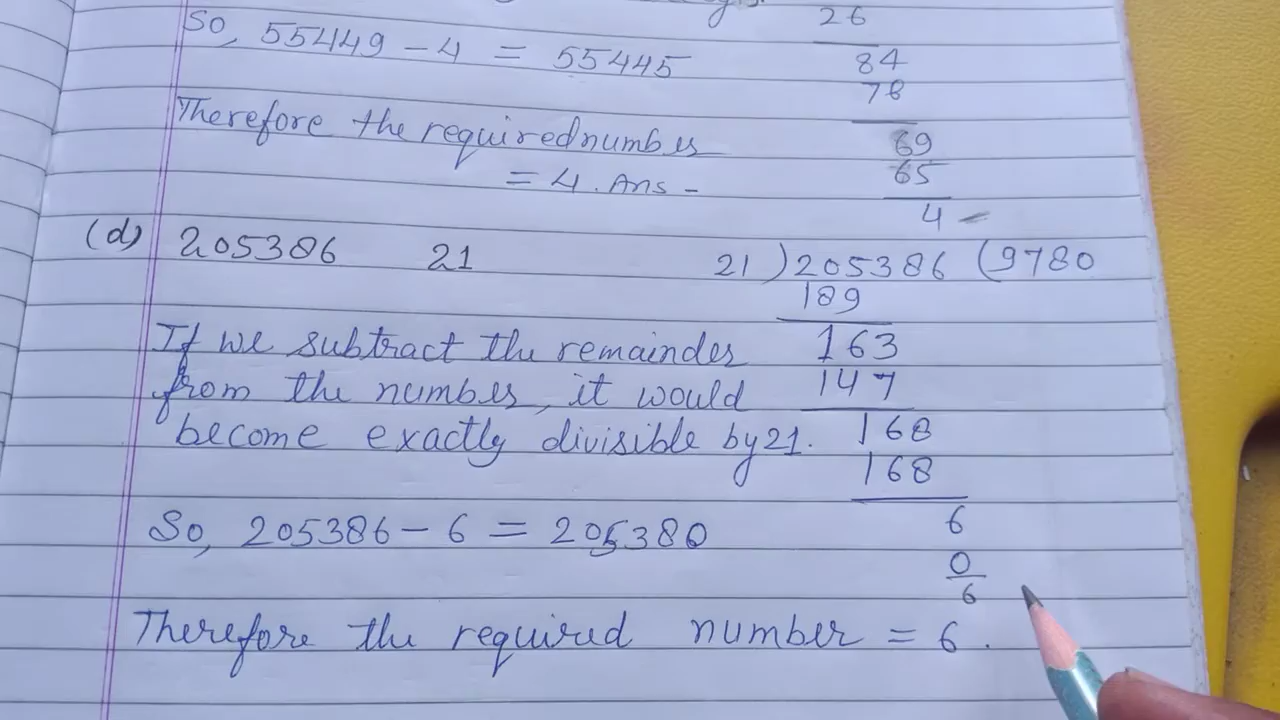 26
So, 55449 - 4 = 55445
84
78
Therefore the required number
69
65
= 4. Ans -
4 -
(d) 205386 21
21 ) 205386 ( 9780
189
If we subtract the remainder
163
from the number, it would
147
become exactly divisible by 21.
168
168
So, 205386 - 6 = 205380
6
0
6
Therefore the required number = 6.